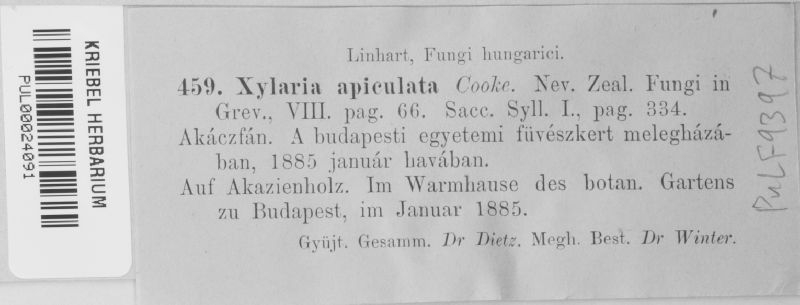 KRIEBEL HERBARIUM
PUL00024091
Linhart, Fungi hungarici.
459. Xylaria apiculata Cooke. Nev. Zeal. Fungi in
Grev., VIII. pag. 66. Sacc. Syll. I., pag. 334.
Akáczfán. A budapesti egyetemi füvészkert melegházá-
ban, 1885 január havában.
Auf Akazienholz. Im Warmhause des botan. Gartens
zu Budapest, im Januar 1885.
Gyüjt. Gesamm. Dr Dietz. Megh. Best. Dr Winter.
PuLF9397